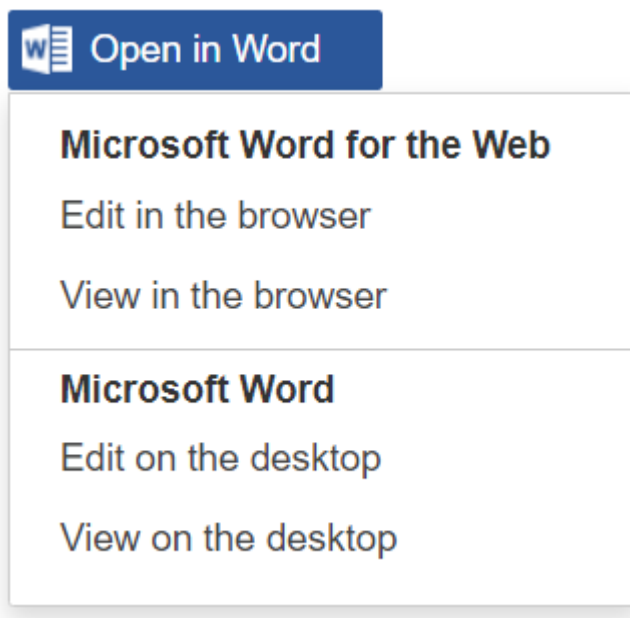 Open in Word
Microsoft Word for the Web
Edit in the browser
View in the browser
Microsoft Word
Edit on the desktop
View on the desktop